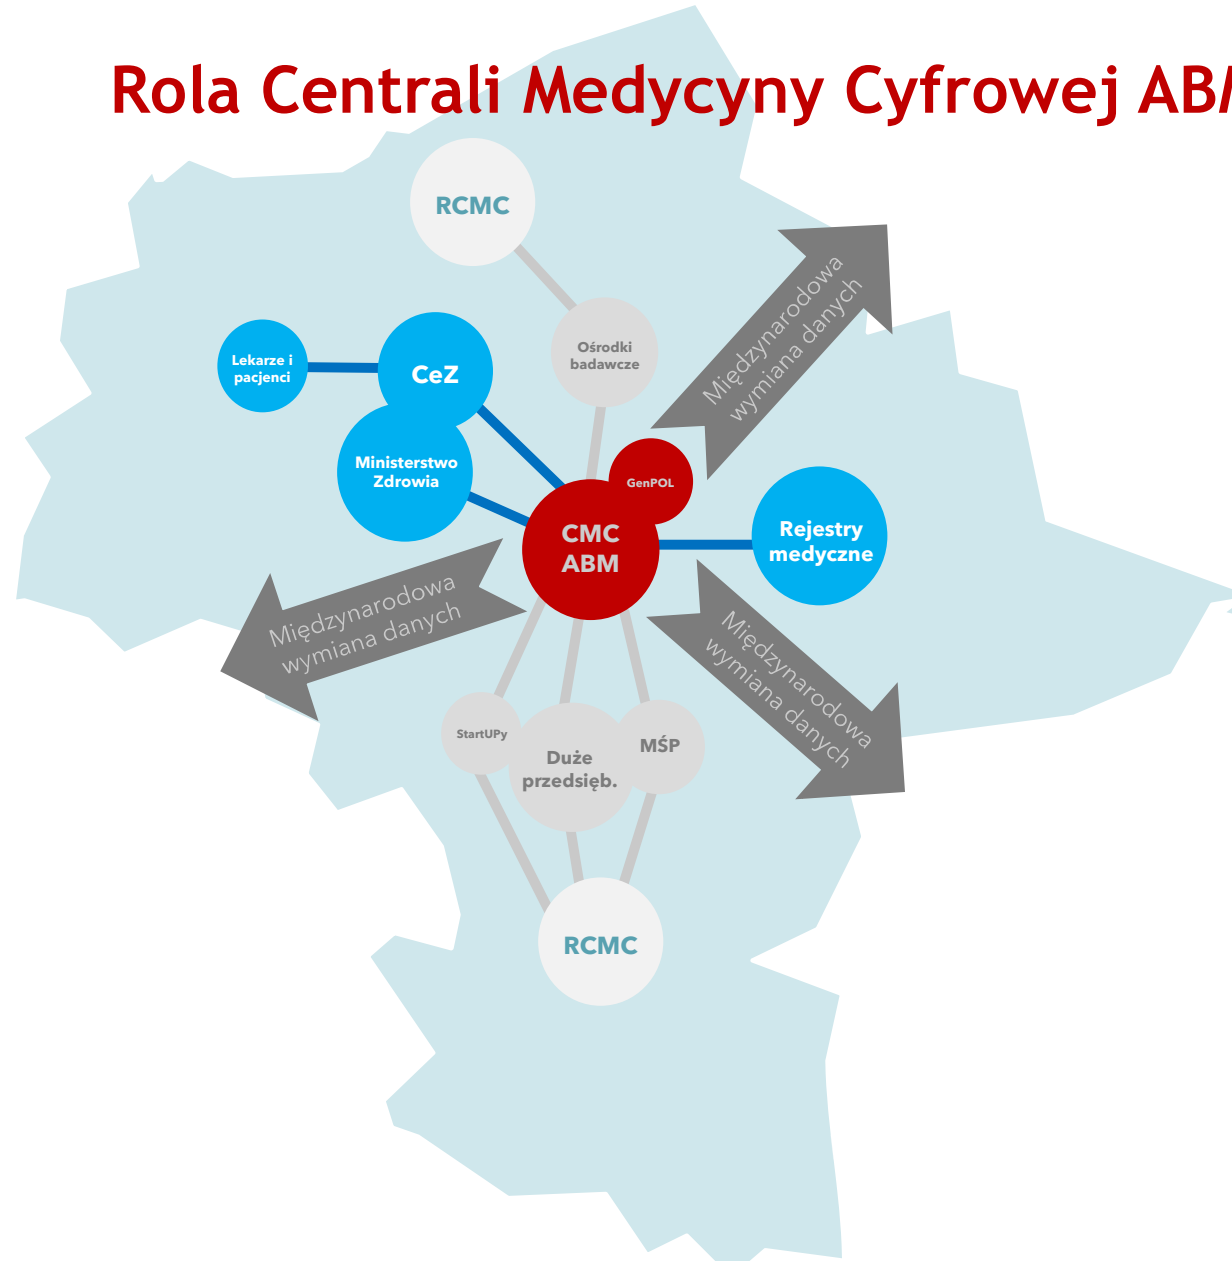 Rola Centrali Medycyny Cyfrowej ABM
RCMC
Międzynarodowa
wymiana danych
Ośrodki
badawcze
Lekarze i
pacjenci
CeZ
Ministerstwo
Zdrowia
GenPOL
CMC
ABM
Rejestry
medyczne
Międzynarodowa
wymiana danych
Międzynarodowa
wymiana danych
StartUPy
Duże
przedsięb.
MŚP
RCMC